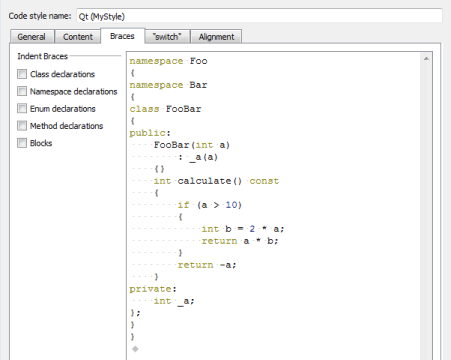 Code style name: Qt (MyStyle)
General Content Braces "switch" Alignment
Indent Braces
Class declarations
Namespace declarations
Enum declarations
Method declarations
Blocks
namespace Foo
{
namespace Bar
{
class FooBar
{
public:
    FooBar(int a)
        : _a(a)
    {}
    int calculate() const
    {
        if (a > 10)
        {
            int b = 2 * a;
            return a * b;
        }
        return -a;
    }
private:
    int _a;
};
}
}